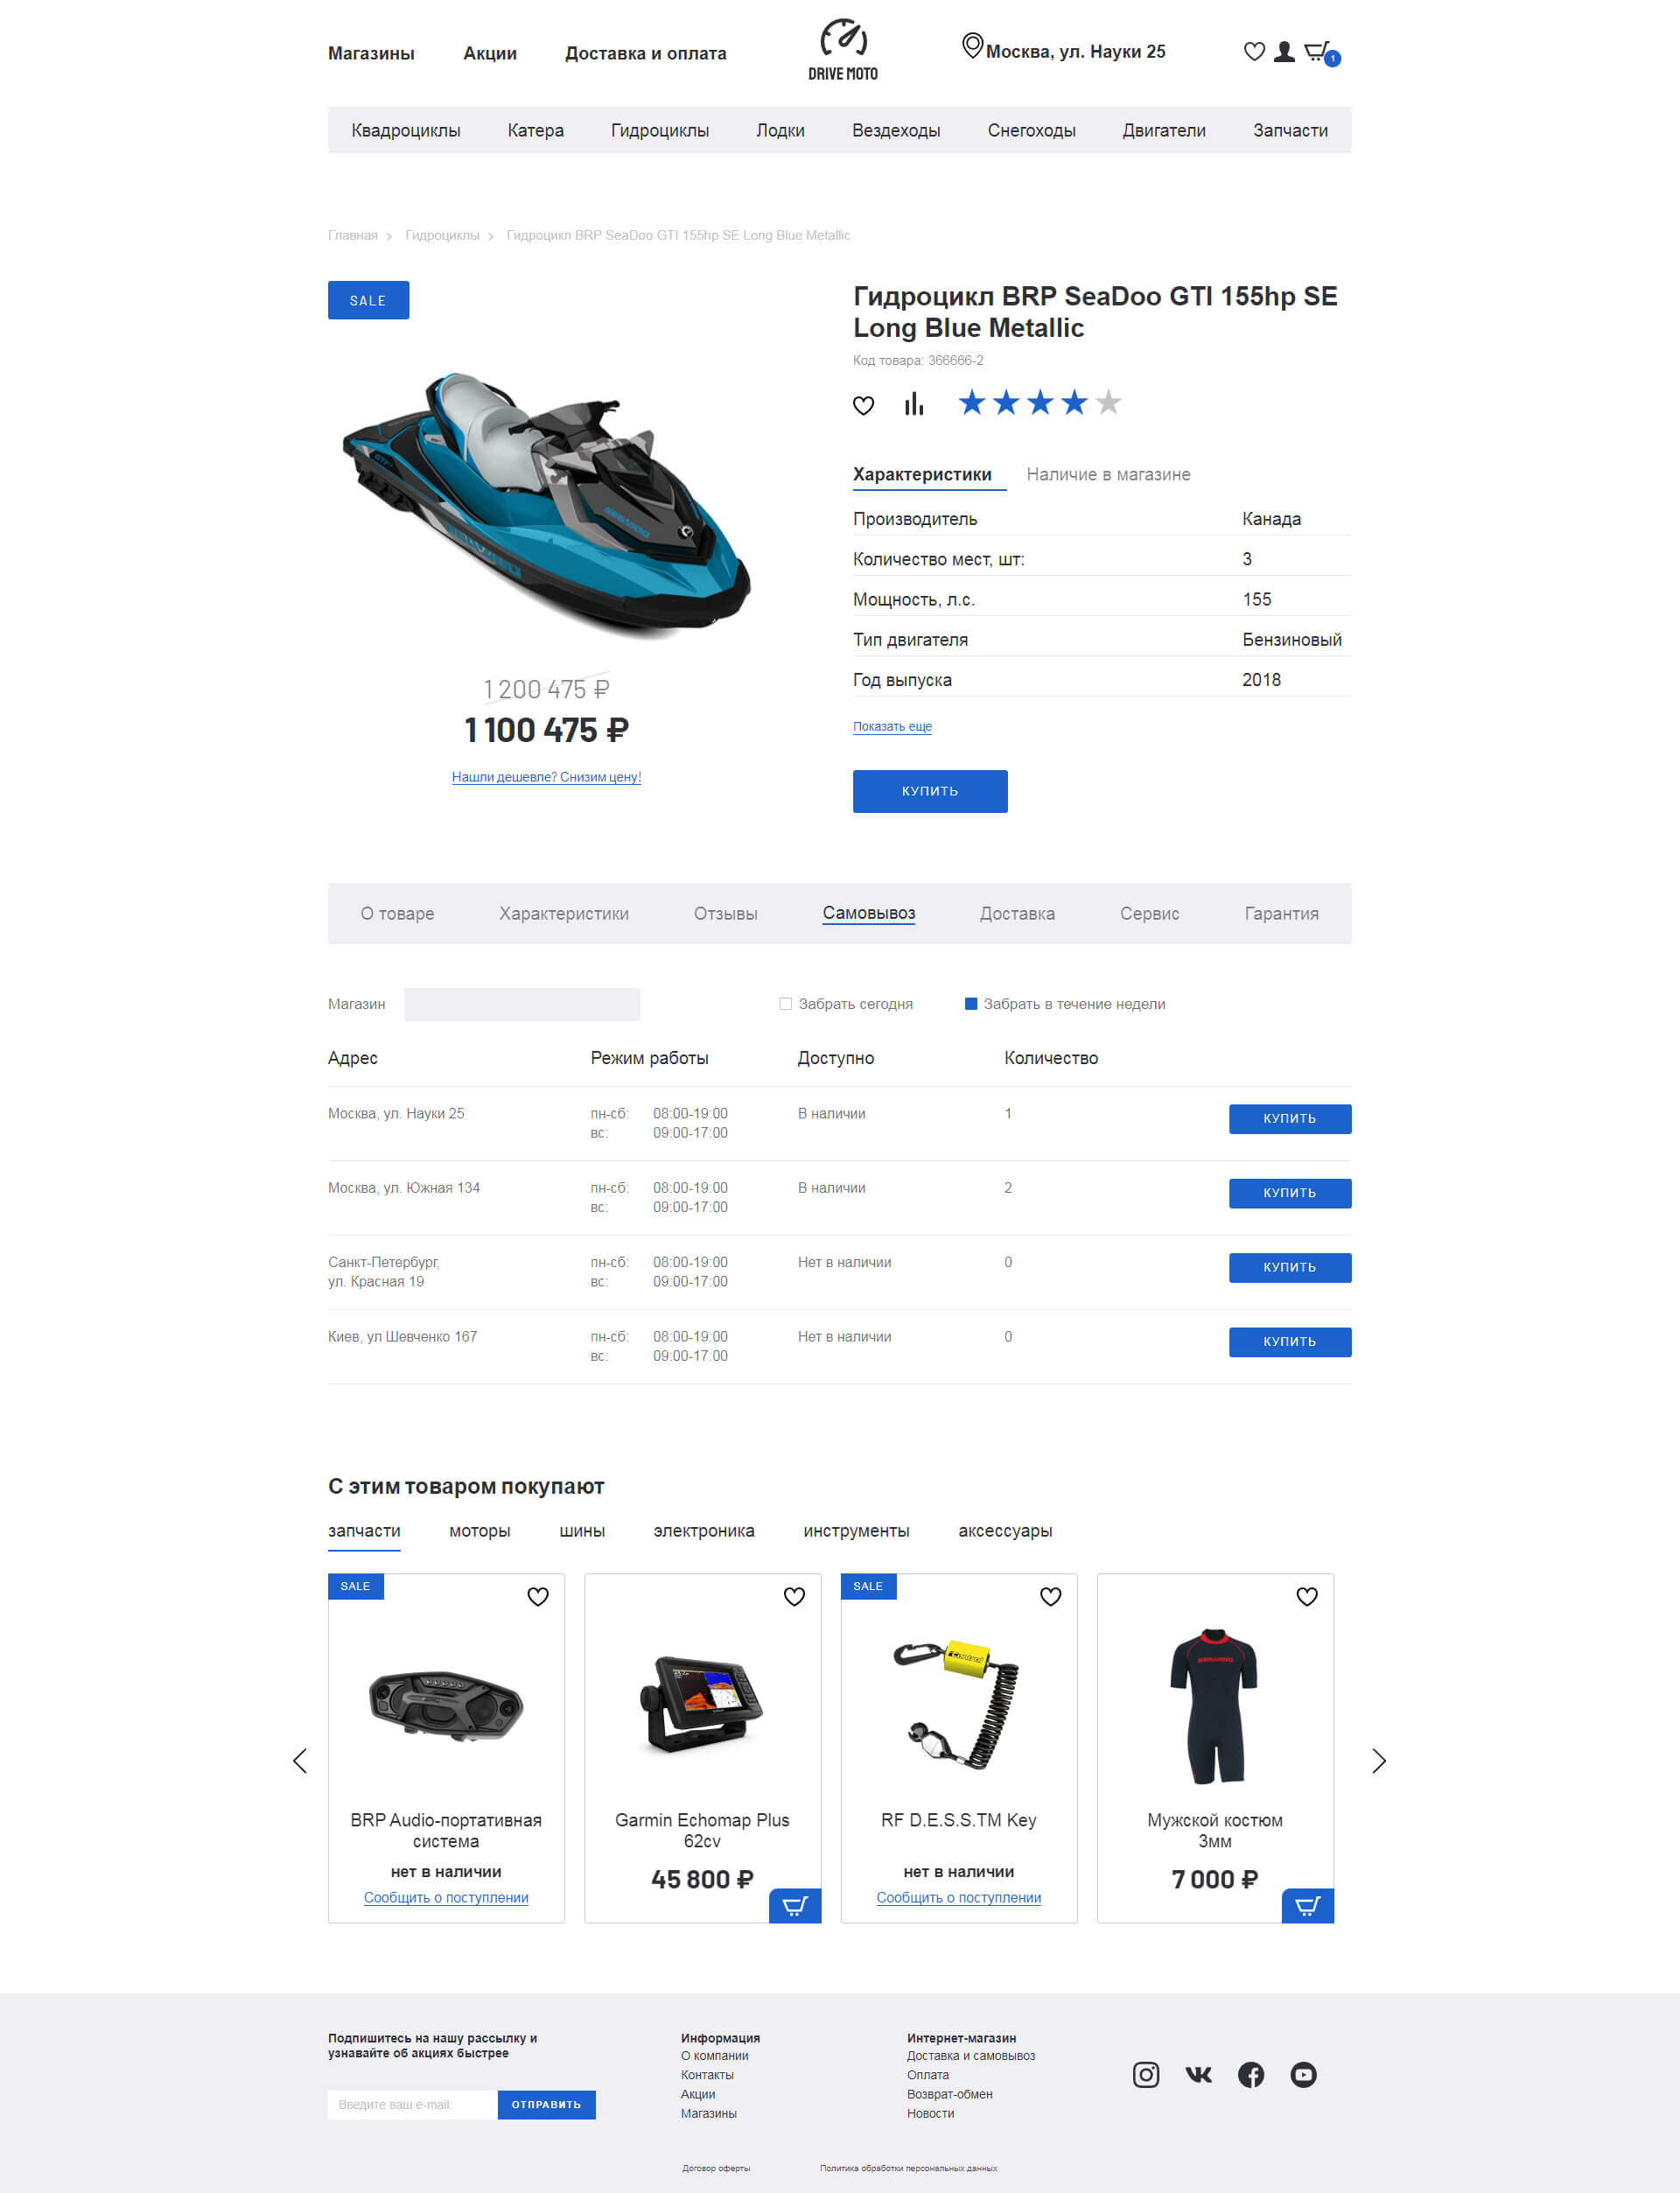 Магазины Акции Доставка и оплата DRIVE MOTO Москва, ул. Науки 25 1
Квадроциклы Катера Гидроциклы Лодки Вездеходы Снегоходы Двигатели Запчасти
Главная > Гидроциклы > Гидроцикл BRP SeaDoo GTI 155hp SE Long Blue Metallic
SALE
1 200 475 ₽
1 100 475 ₽
Нашли дешевле? Снизим цену!
Гидроцикл BRP SeaDoo GTI 155hp SE
Long Blue Metallic
Код товара: 366666-2
Характеристики Наличие в магазине
Производитель Канада
Количество мест, шт: 3
Мощность, л.с. 155
Тип двигателя Бензиновый
Год выпуска 2018
Показать еще
КУПИТЬ
О товаре Характеристики Отзывы Самовывоз Доставка Сервис Гарантия
Магазин Забрать сегодня Забрать в течение недели
Адрес Режим работы Доступно Количество
Москва, ул. Науки 25 пн-сб: 08:00-19:00 В наличии 1 КУПИТЬ
вс: 09:00-17:00
Москва, ул. Южная 134 пн-сб: 08:00-19:00 В наличии 2 КУПИТЬ
вс: 09:00-17:00
Санкт-Петербург, пн-сб: 08:00-19:00 Нет в наличии 0 КУПИТЬ
ул. Красная 19 вс: 09:00-17:00
Киев, ул Шевченко 167 пн-сб: 08:00-19:00 Нет в наличии 0 КУПИТЬ
вс: 09:00-17:00
С этим товаром покупают
запчасти моторы шины электроника инструменты аксессуары
SALE
BRP Audio-портативная
система
нет в наличии
Сообщить о поступлении
Garmin Echomap Plus
62cv
45 800 ₽
SALE
RF D.E.S.S.TM Key
нет в наличии
Сообщить о поступлении
Мужской костюм
3мм
7 000 ₽
Подпишитесь на нашу рассылку и
узнавайте об акциях быстрее
Введите ваш e-mail: ОТПРАВИТЬ
Информация
О компании
Контакты
Акции
Магазины
Интернет-магазин
Доставка и самовывоз
Оплата
Возврат-обмен
Новости
Договор оферты Политика обработки персональных данных